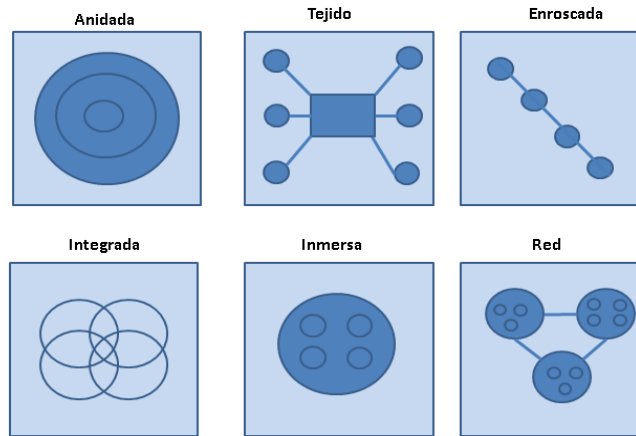 Anidada
Tejido
Enroscada
Integrada
Inmersa
Red